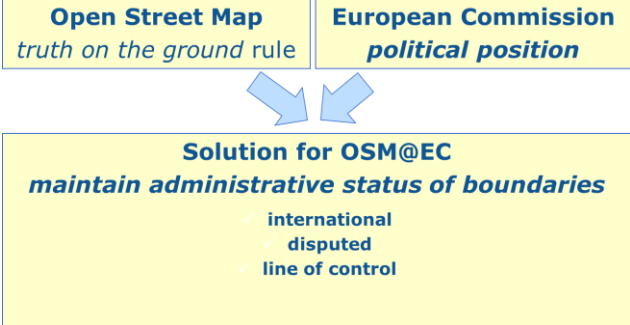 Open Street Map
truth on the ground rule
European Commission
political position
Solution for OSM@EC
maintain administrative status of boundaries
✓ international
✓ disputed
✓ line of control